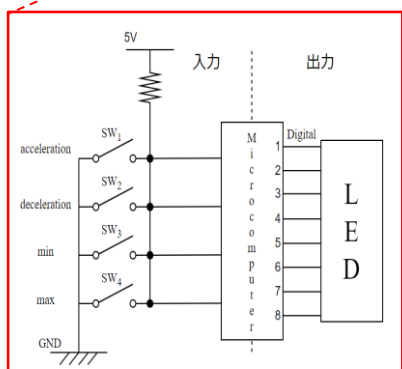 5V
入力
出力
acceleration
SW1
deceleration
SW2
min
SW3
max
SW4
GND
Microcomputer
Digital
1
2
3
4
5
6
7
8
LED